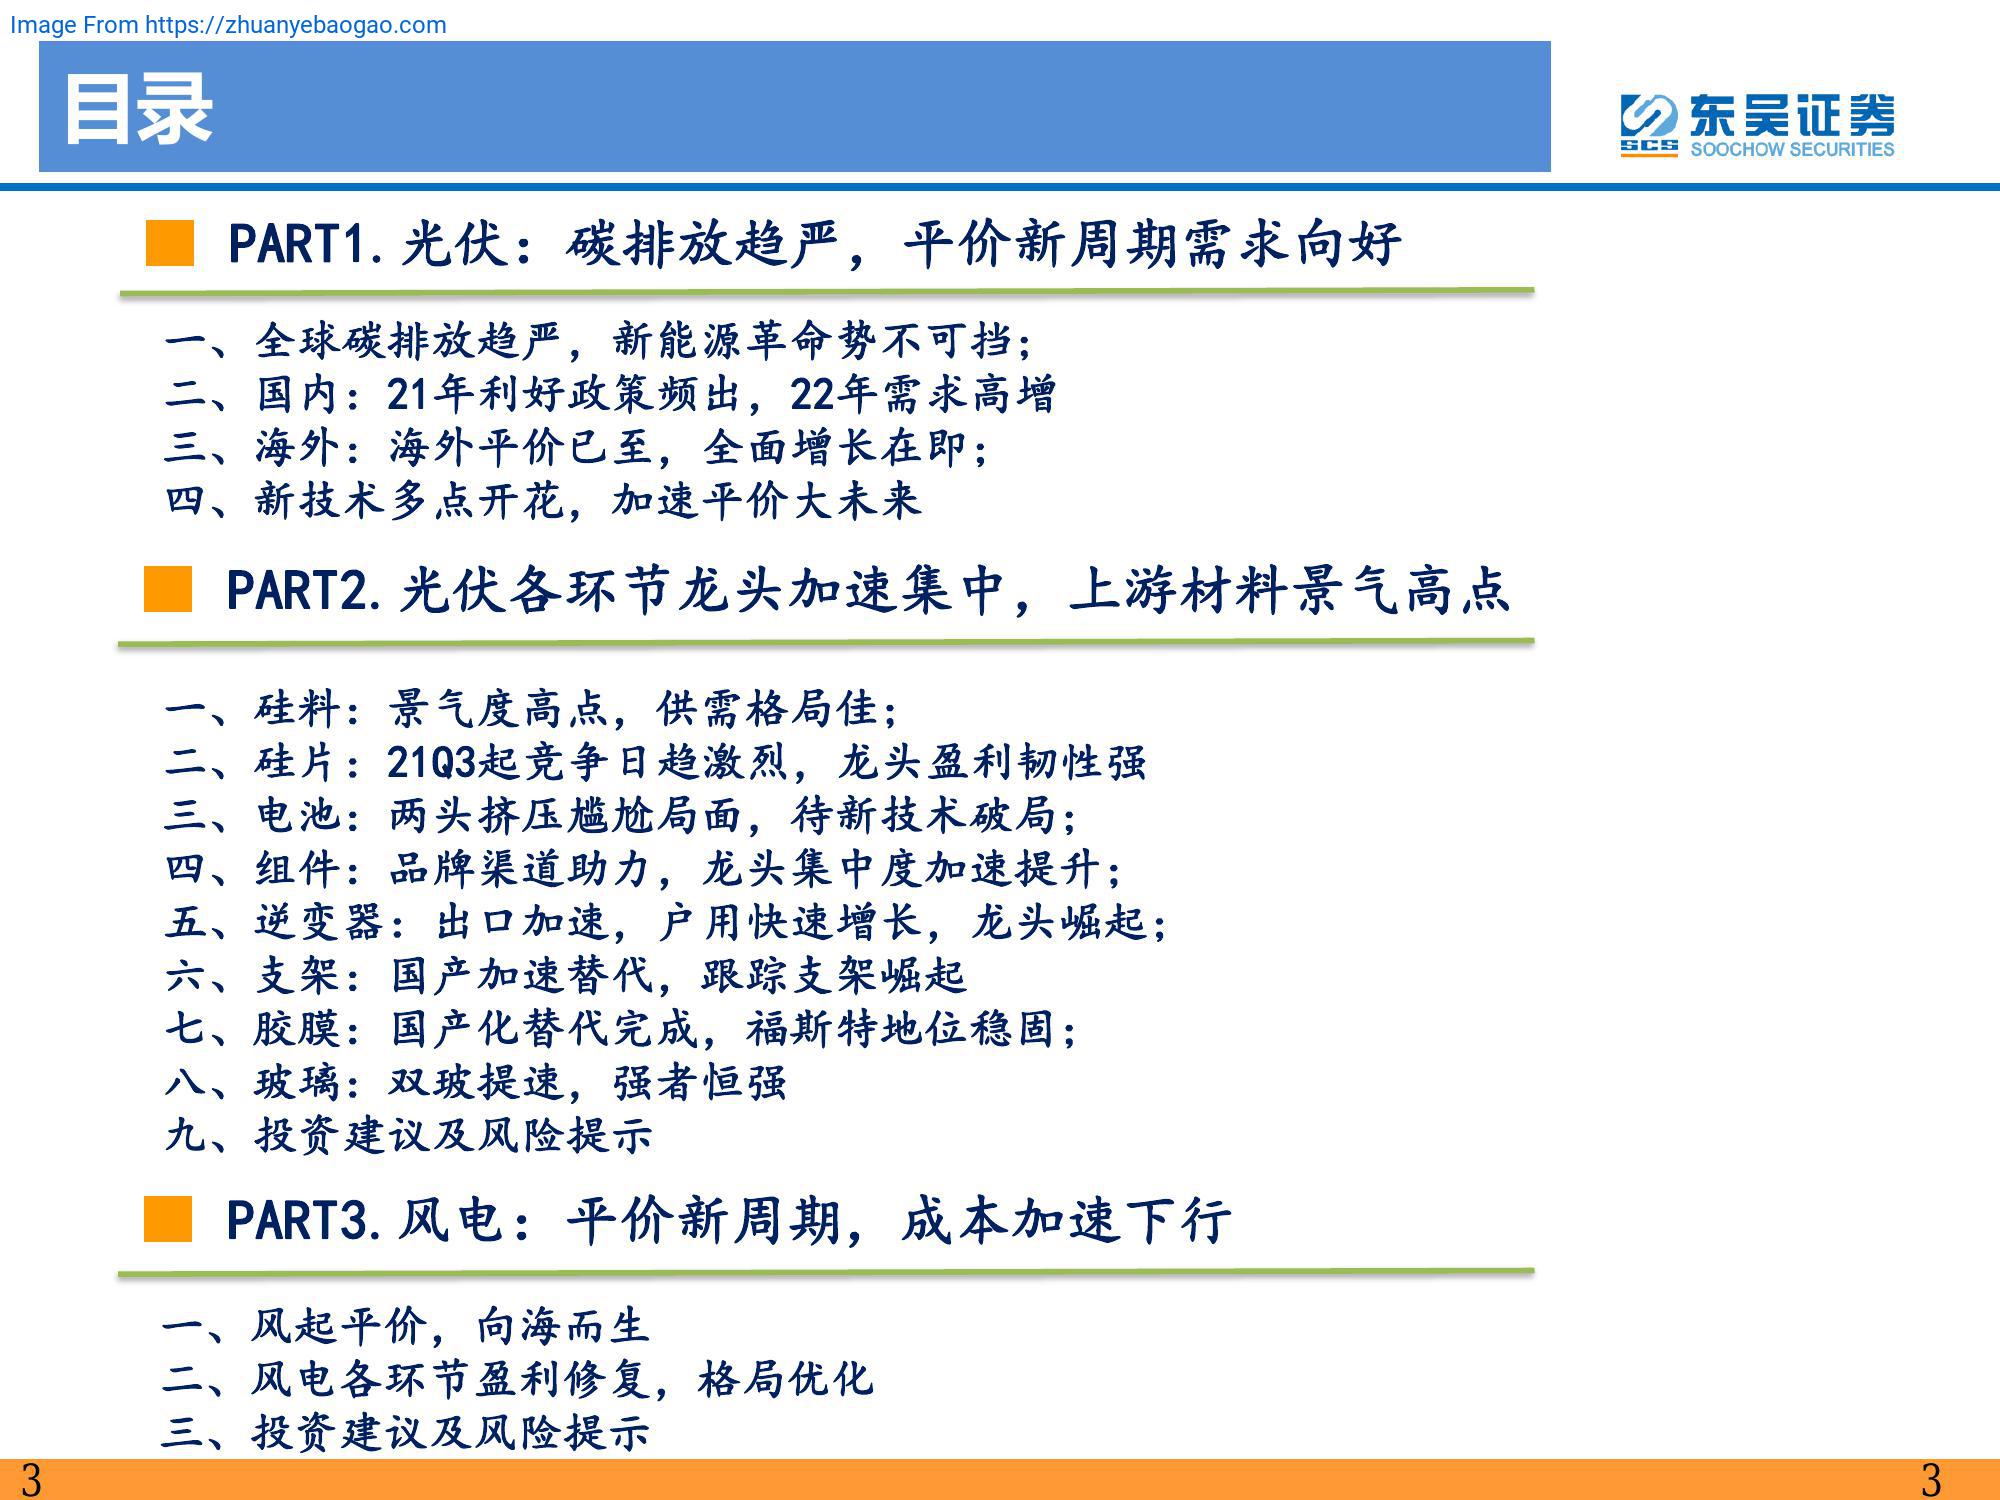 Image From https://zhuanyebaogao.com
目录
东吴证券
SCS
SOOCHOW SECURITIES
PART1.光伏：碳排放趋严，平价新周期需求向好
一、全球碳排放趋严，新能源革命势不可挡；
二、国内：21年利好政策频出，22年需求高增
三、海外：海外平价已至，全面增长在即；
四、新技术多点开花，加速平价大未来
PART2.光伏各环节龙头加速集中，上游材料景气高点
一、硅料：景气度高点，供需格局佳；
二、硅片：21Q3起竞争日趋激烈，龙头盈利韧性强
三、电池：两头挤压尴尬局面，待新技术破局；
四、组件：品牌渠道助力，龙头集中度加速提升；
五、逆变器：出口加速，户用快速增长，龙头崛起；
六、支架：国产加速替代，跟踪支架崛起
七、胶膜：国产化替代完成，福斯特地位稳固；
八、玻璃：双玻提速，强者恒强
九、投资建议及风险提示
PART3.风电：平价新周期，成本加速下行
一、风起平价，向海而生
二、风电各环节盈利修复，格局优化
三、投资建议及风险提示
3
3